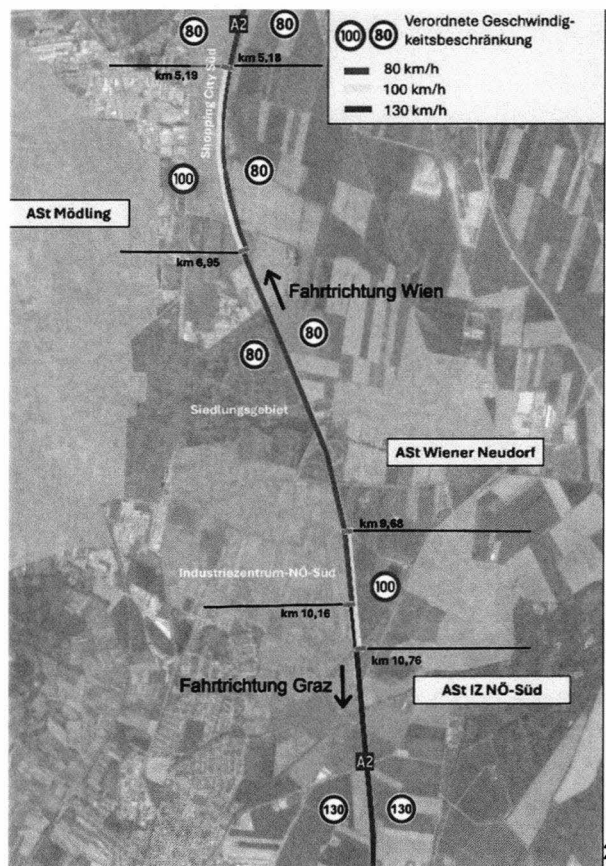 80
A2
80
100 80 Verordnete Geschwindig-
keitsbeschränkung
80 km/h
100 km/h
130 km/h
km 5,19
km 5,18
Shopping City Süd
100
80
ASt Mödling
km 6,95
Fahrtrichtung Wien
80
80
Siedlungsgebiet
ASt Wiener Neudorf
km 9,68
Industriezentrum-NÖ-Süd
100
km 10,16
km 10,76
Fahrtrichtung Graz
ASt IZ NÖ-Süd
A2
130
130